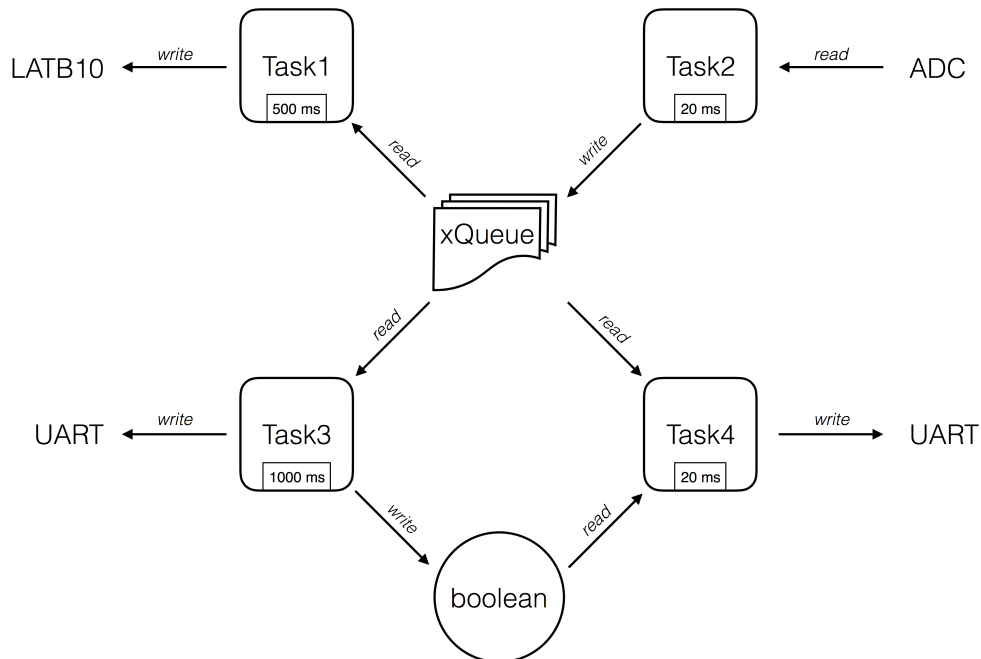 LATB10
write
Task1
500 ms
Task2
20 ms
read
ADC
read
write
xQueue
read
read
UART
write
Task3
1000 ms
Task4
20 ms
write
UART
write
read
boolean